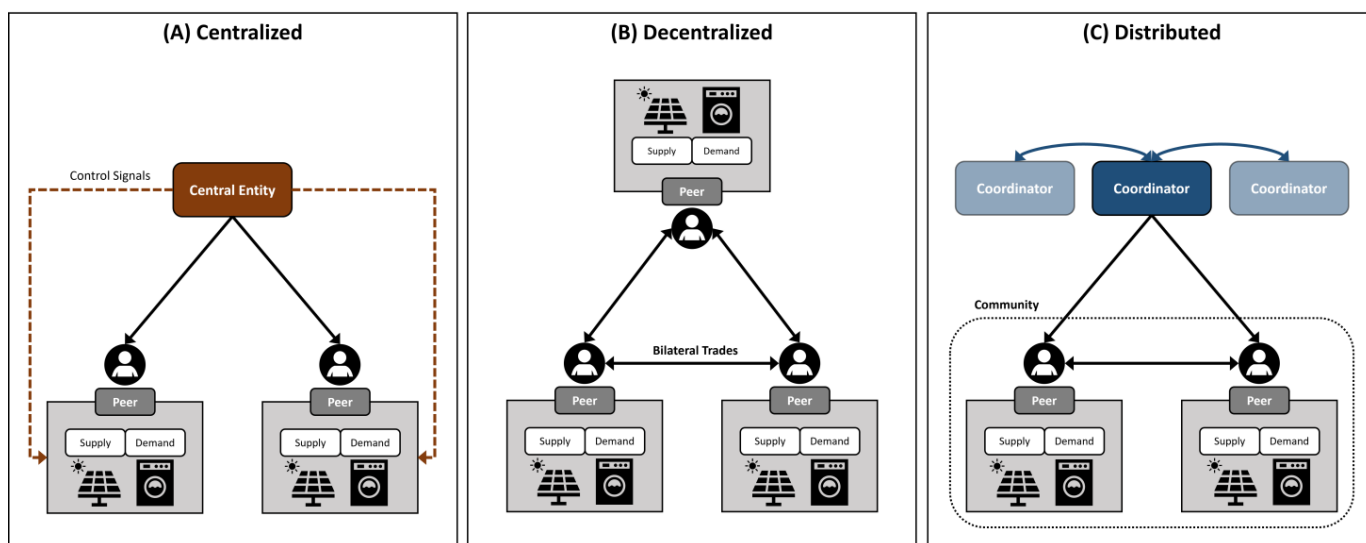 (A) Centralized
Control Signals
Central Entity
Peer
Peer
Supply
Demand
Supply
Demand
(B) Decentralized
Supply
Demand
Peer
Bilateral Trades
Peer
Peer
Supply
Demand
Supply
Demand
(C) Distributed
Coordinator
Coordinator
Coordinator
Community
Peer
Peer
Supply
Demand
Supply
Demand